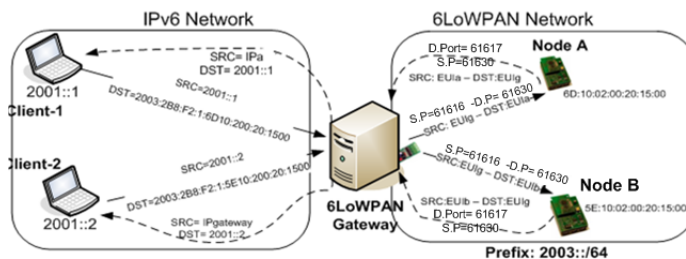 IPv6 Network
6LoWPAN Network
2001::1
Client-1
SRC= IPa
DST= 2001::1
SRC=2001::1
DST=2003:2B8:F2:1:6D10:200:20:1500
Client-2
2001::2
SRC=2001::2
DST=2003:2B8:F2:1:5E10:200:20:1500
SRC= IPgateway
DST= 2001::2
6LoWPAN
Gateway
D.Port= 61617
S.P= 61630
SRC: EUIa – DST:EUIg
Node A
6D:10:02:00:20:15:00
S.P=61616 -D.P= 61630
SRC: EUIg – DST:EUIa
S.P=61616 -D.P= 61630
SRC:EUIg – DST:EUIb
Node B
5E:10:02:00:20:15:00
SRC:EUIb – DST:EUIg
D.Port= 61617
S.P=61630
Prefix: 2003::/64